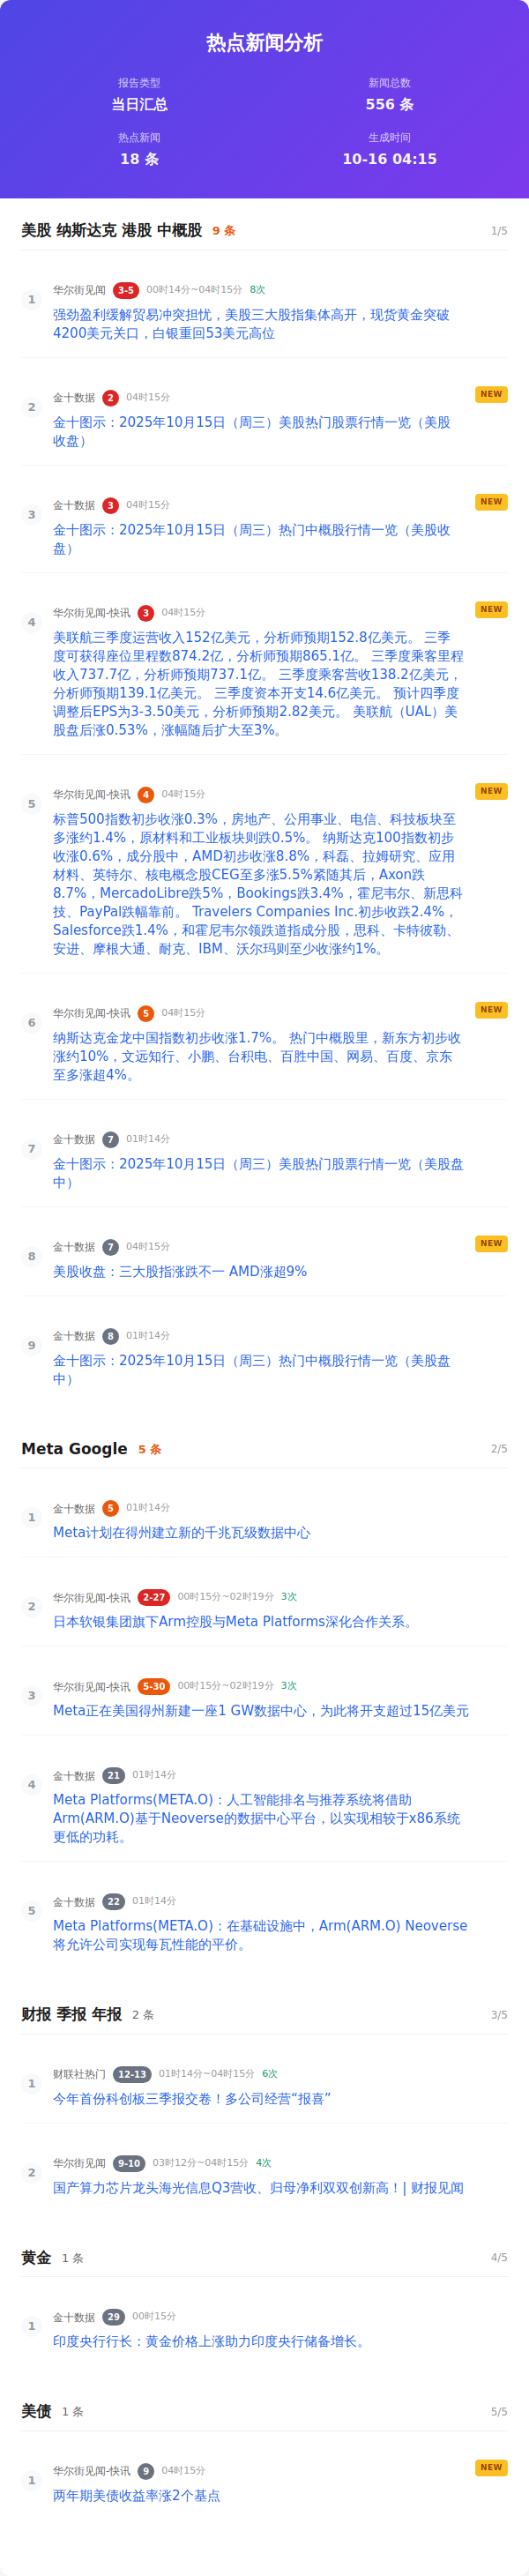 热点新闻分析
报告类型
当日汇总
新闻总数
556 条
热点新闻
18 条
生成时间
10-16 04:15
美股 纳斯达克 港股 中概股 9 条 1/5
1
华尔街见闻 3-5 00时14分~04时15分 8次
强劲盈利缓解贸易冲突担忧，美股三大股指集体高开，现货黄金突破
4200美元关口，白银重回53美元高位
2
金十数据 2 04时15分 NEW
金十图示：2025年10月15日（周三）美股热门股票行情一览（美股
收盘）
3
金十数据 3 04时15分 NEW
金十图示：2025年10月15日（周三）热门中概股行情一览（美股收
盘）
4
华尔街见闻-快讯 3 04时15分 NEW
美联航三季度运营收入152亿美元，分析师预期152.8亿美元。 三季
度可获得座位里程数874.2亿，分析师预期865.1亿。 三季度乘客里程
收入737.7亿，分析师预期737.1亿。 三季度乘客营收138.2亿美元，
分析师预期139.1亿美元。 三季度资本开支14.6亿美元。 预计四季度
调整后EPS为3-3.50美元，分析师预期2.82美元。 美联航（UAL）美
股盘后涨0.53%，涨幅随后扩大至3%。
5
华尔街见闻-快讯 4 04时15分 NEW
标普500指数初步收涨0.3%，房地产、公用事业、电信、科技板块至
多涨约1.4%，原材料和工业板块则跌0.5%。 纳斯达克100指数初步
收涨0.6%，成分股中，AMD初步收涨8.8%，科磊、拉姆研究、应用
材料、英特尔、核电概念股CEG至多涨5.5%紧随其后，Axon跌
8.7%，MercadoLibre跌5%，Bookings跌3.4%，霍尼韦尔、新思科
技、PayPal跌幅靠前。 Travelers Companies Inc.初步收跌2.4%，
Salesforce跌1.4%，和霍尼韦尔领跌道指成分股，思科、卡特彼勒、
安进、摩根大通、耐克、IBM、沃尔玛则至少收涨约1%。
6
华尔街见闻-快讯 5 04时15分 NEW
纳斯达克金龙中国指数初步收涨1.7%。 热门中概股里，新东方初步收
涨约10%，文远知行、小鹏、台积电、百胜中国、网易、百度、京东
至多涨超4%。
7
金十数据 7 01时14分
金十图示：2025年10月15日（周三）美股热门股票行情一览（美股盘
中）
8
金十数据 7 04时15分 NEW
美股收盘：三大股指涨跌不一 AMD涨超9%
9
金十数据 8 01时14分
金十图示：2025年10月15日（周三）热门中概股行情一览（美股盘
中）
Meta Google 5 条 2/5
1
金十数据 5 01时14分
Meta计划在得州建立新的千兆瓦级数据中心
2
华尔街见闻-快讯 2-27 00时15分~02时19分 3次
日本软银集团旗下Arm控股与Meta Platforms深化合作关系。
3
华尔街见闻-快讯 5-30 00时15分~02时19分 3次
Meta正在美国得州新建一座1 GW数据中心，为此将开支超过15亿美元
4
金十数据 21 01时14分
Meta Platforms(META.O)：人工智能排名与推荐系统将借助
Arm(ARM.O)基于Neoverse的数据中心平台，以实现相较于x86系统
更低的功耗。
5
金十数据 22 01时14分
Meta Platforms(META.O)：在基础设施中，Arm(ARM.O) Neoverse
将允许公司实现每瓦性能的平价。
财报 季报 年报 2 条 3/5
1
财联社热门 12-13 01时14分~04时15分 6次
今年首份科创板三季报交卷！多公司经营“报喜”
2
华尔街见闻 9-10 03时12分~04时15分 4次
国产算力芯片龙头海光信息Q3营收、归母净利双双创新高！| 财报见闻
黄金 1 条 4/5
1
金十数据 29 00时15分
印度央行行长：黄金价格上涨助力印度央行储备增长。
美债 1 条 5/5
1
华尔街见闻-快讯 9 04时15分 NEW
两年期美债收益率涨2个基点